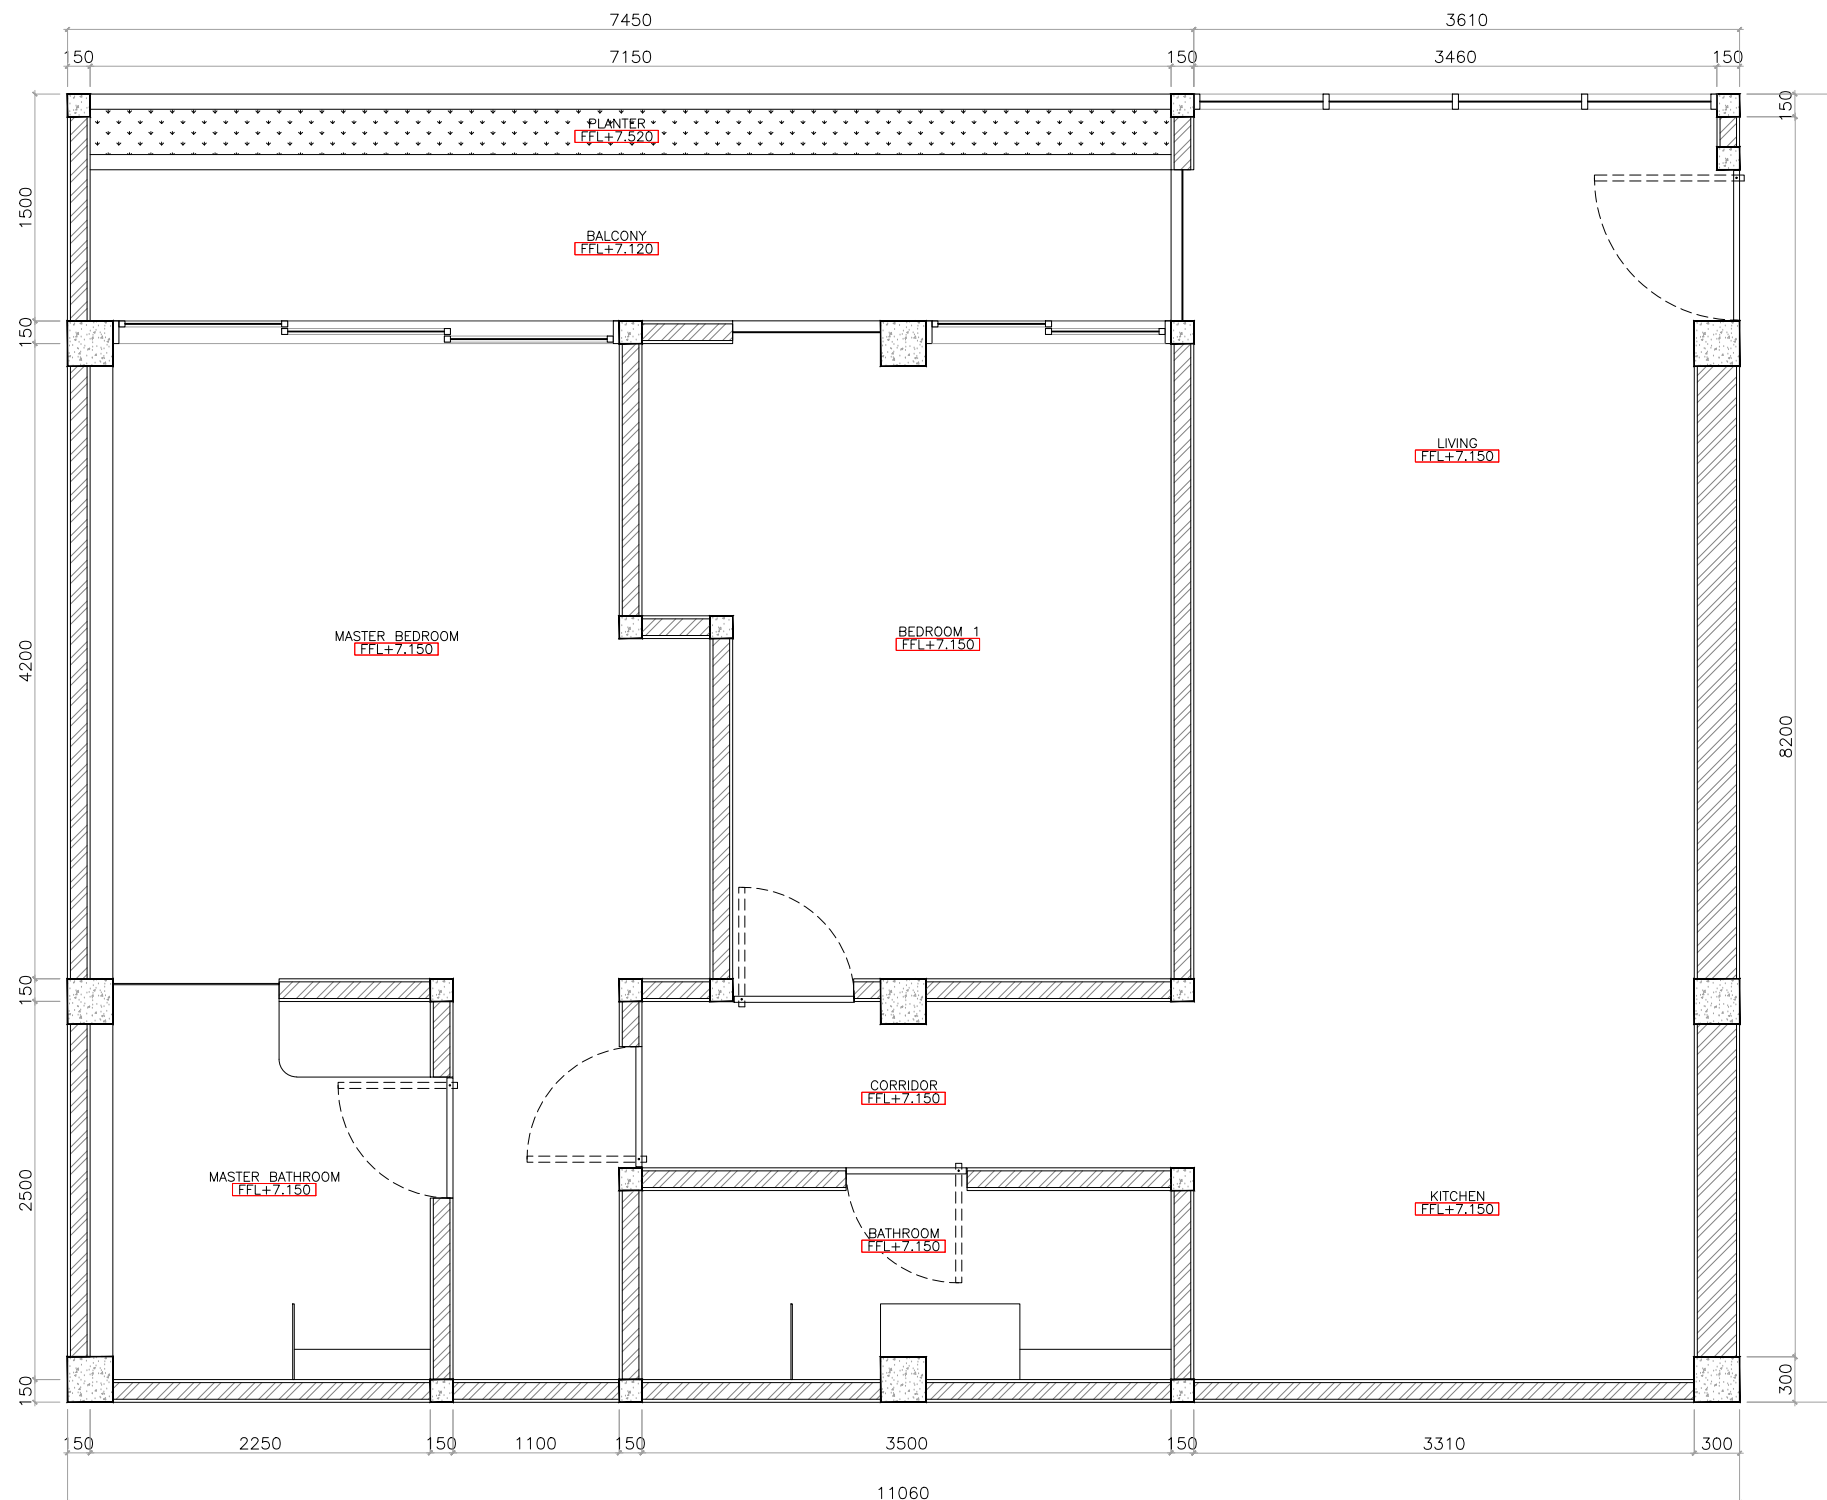 7450
3610
150
7150
150
3460
150
150
PLANTER
FFL+7.520
1500
BALCONY
FFL+7.120
150
LIVING
FFL+7.150
MASTER BEDROOM
FFL+7.150
BEDROOM 1
FFL+7.150
4200
8200
150
CORRIDOR
FFL+7.150
MASTER BATHROOM
FFL+7.150
2500
KITCHEN
FFL+7.150
BATHROOM
FFL+7.150
150
300
150
2250
150
1100
150
3500
150
3310
300
11060